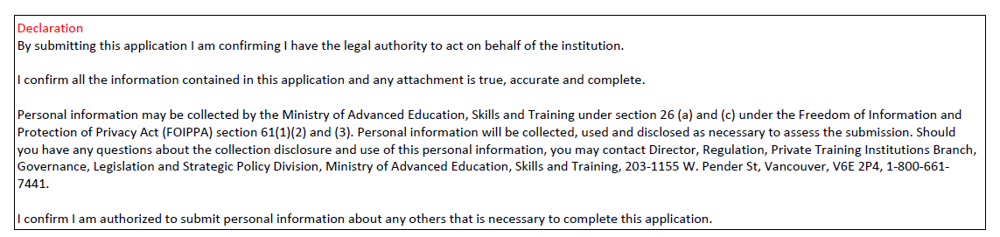 Declaration
By submitting this application I am confirming I have the legal authority to act on behalf of the institution.
I confirm all the information contained in this application and any attachment is true, accurate and complete.
Personal information may be collected by the Ministry of Advanced Education, Skills and Training under section 26 (a) and (c) under the Freedom of Information and
Protection of Privacy Act (FOIPPA) section 61(1)(2) and (3). Personal information will be collected, used and disclosed as necessary to assess the submission. Should
you have any questions about the collection disclosure and use of this personal information, you may contact Director, Regulation, Private Training Institutions Branch,
Governance, Legislation and Strategic Policy Division, Ministry of Advanced Education, Skills and Training, 203-1155 W. Pender St, Vancouver, V6E 2P4, 1-800-661-
7441.
I confirm I am authorized to submit personal information about any others that is necessary to complete this application.